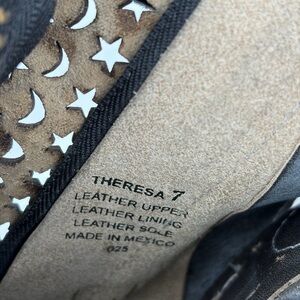 THERESA 7
LEATHER UPPER
LEATHER LINING
LEATHER SOLE
MADE IN MEXICO
025